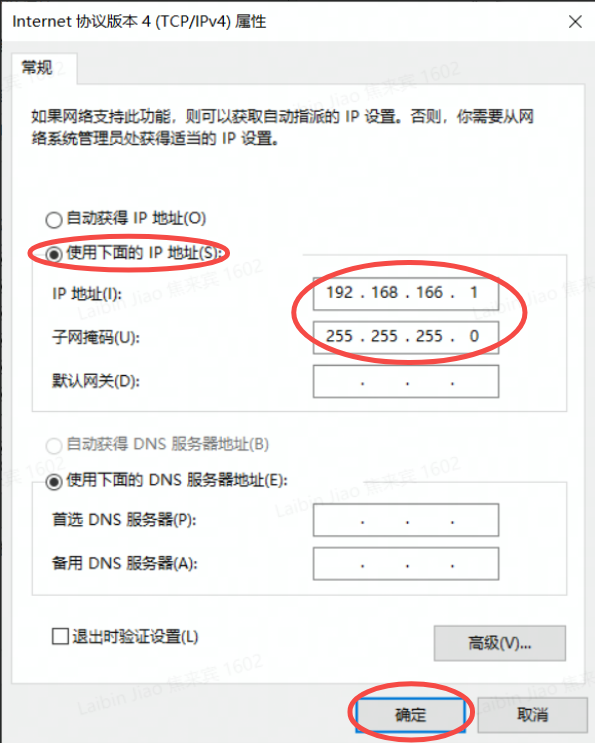 Internet 协议版本 4 (TCP/IPv4) 属性
常规
如果网络支持此功能，则可以获取自动指派的 IP 设置。否则，你需要从网
络系统管理员处获得适当的 IP 设置。
自动获得 IP 地址(O)
使用下面的 IP 地址(S):
IP 地址(I): 192 . 168 . 166 . 1
子网掩码(U): 255 . 255 . 255 . 0
默认网关(D): . . .
自动获得 DNS 服务器地址(B)
使用下面的 DNS 服务器地址(E):
首选 DNS 服务器(P): . . .
备用 DNS 服务器(A): . . .
退出时验证设置(L)
高级(V)...
确定 取消
Laibin Jiao 焦来宾 1602